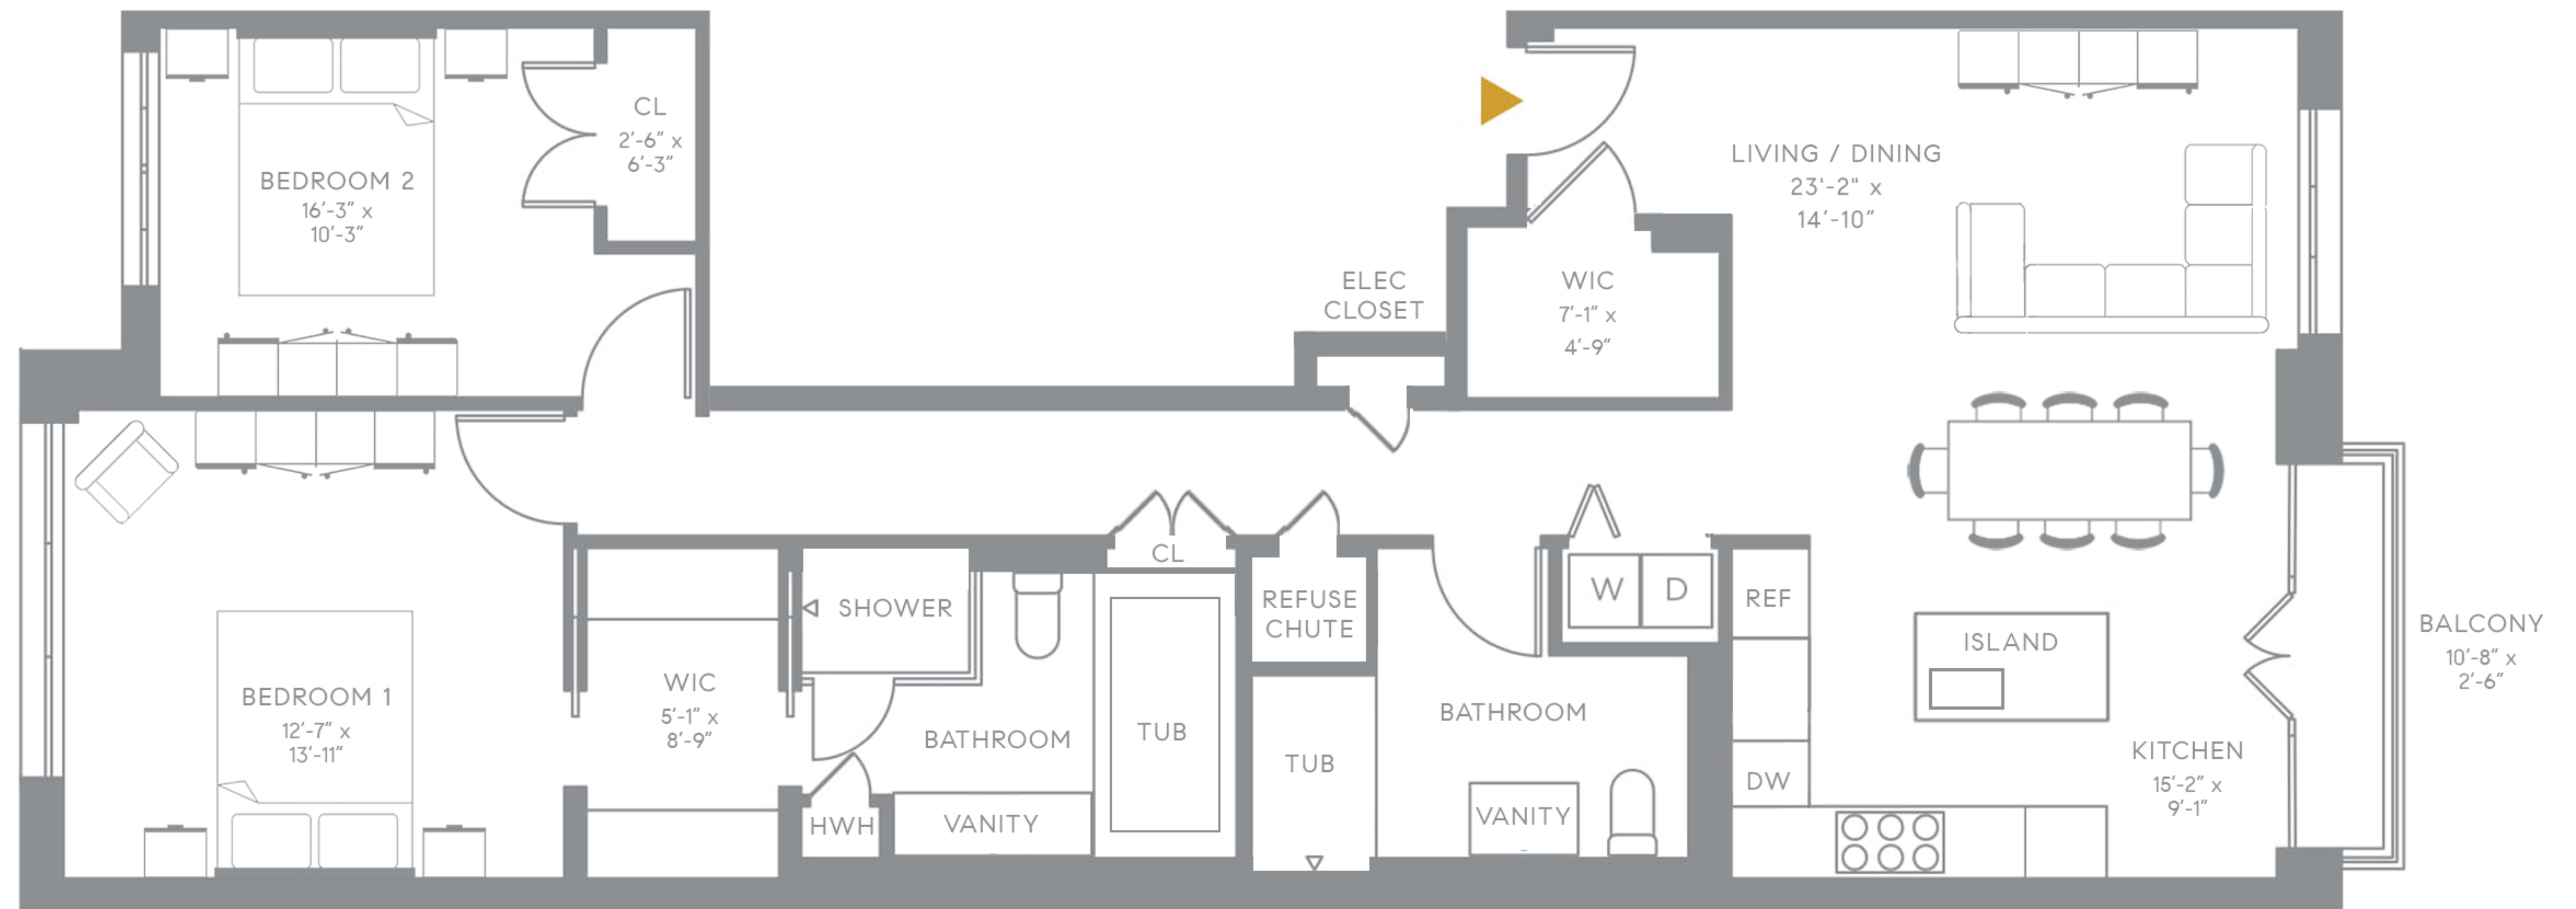 BEDROOM 2
16′-3″ x
10′-3″
CL
2′-6″ x
6′-3″
LIVING / DINING
23'-2" x
14′-10″
ELEC
CLOSET
WIC
7′-1″ x
4′-9″
BEDROOM 1
12′-7″ x
13′-11″
WIC
5′-1″ x
8′-9″
SHOWER
BATHROOM
HWH
VANITY
CL
TUB
REFUSE
CHUTE
TUB
BATHROOM
VANITY
W
D
REF
DW
ISLAND
KITCHEN
15′-2″ x
9′-1″
BALCONY
10′-8″ x
2′-6″